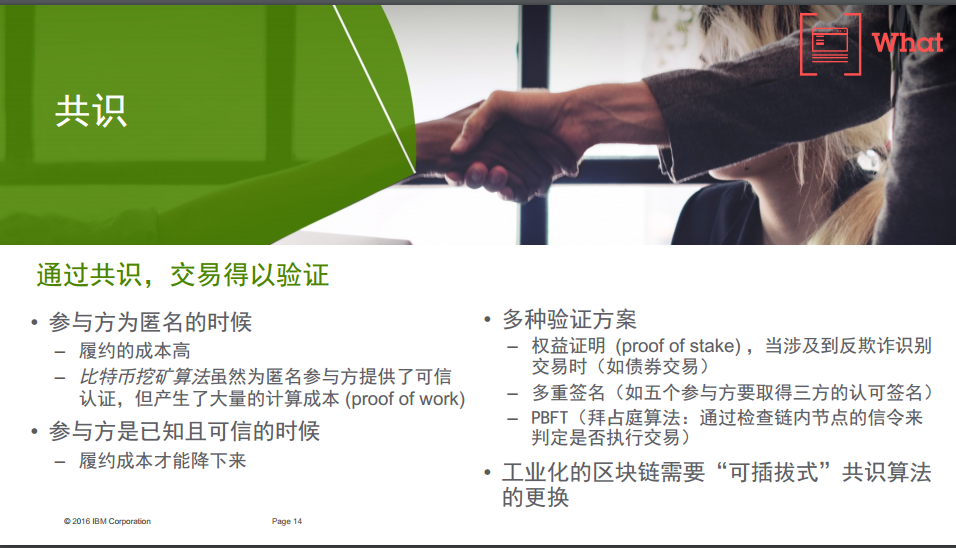 What
共识
通过共识，交易得以验证
• 参与方为匿名的时候
– 履约的成本高
– 比特币挖矿算法虽然为匿名参与方提供了可信
认证，但产生了大量的计算成本 (proof of work)
• 参与方是已知且可信的时候
– 履约成本才能降下来
• 多种验证方案
– 权益证明 (proof of stake) ，当涉及到反欺诈识别
交易时（如债券交易）
– 多重签名（如五个参与方要取得三方的认可签名）
– PBFT（拜占庭算法：通过检查链内节点的信令来
判定是否执行交易）
• 工业化的区块链需要“可插拔式”共识算法
的更换
© 2016 IBM Corporation
Page 14